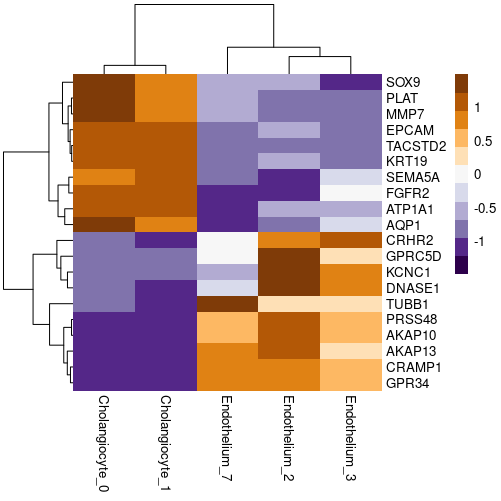 SOX9
PLAT
MMP7
EPCAM
TACSTD2
KRT19
SEMA5A
FGFR2
ATP1A1
AQP1
CRHR2
GPRC5D
KCNC1
DNASE1
TUBB1
PRSS48
AKAP10
AKAP13
CRAMP1
GPR34
1
0.5
0
-0.5
-1
Cholangiocyte_0
Cholangiocyte_1
Endothelium_7
Endothelium_2
Endothelium_3